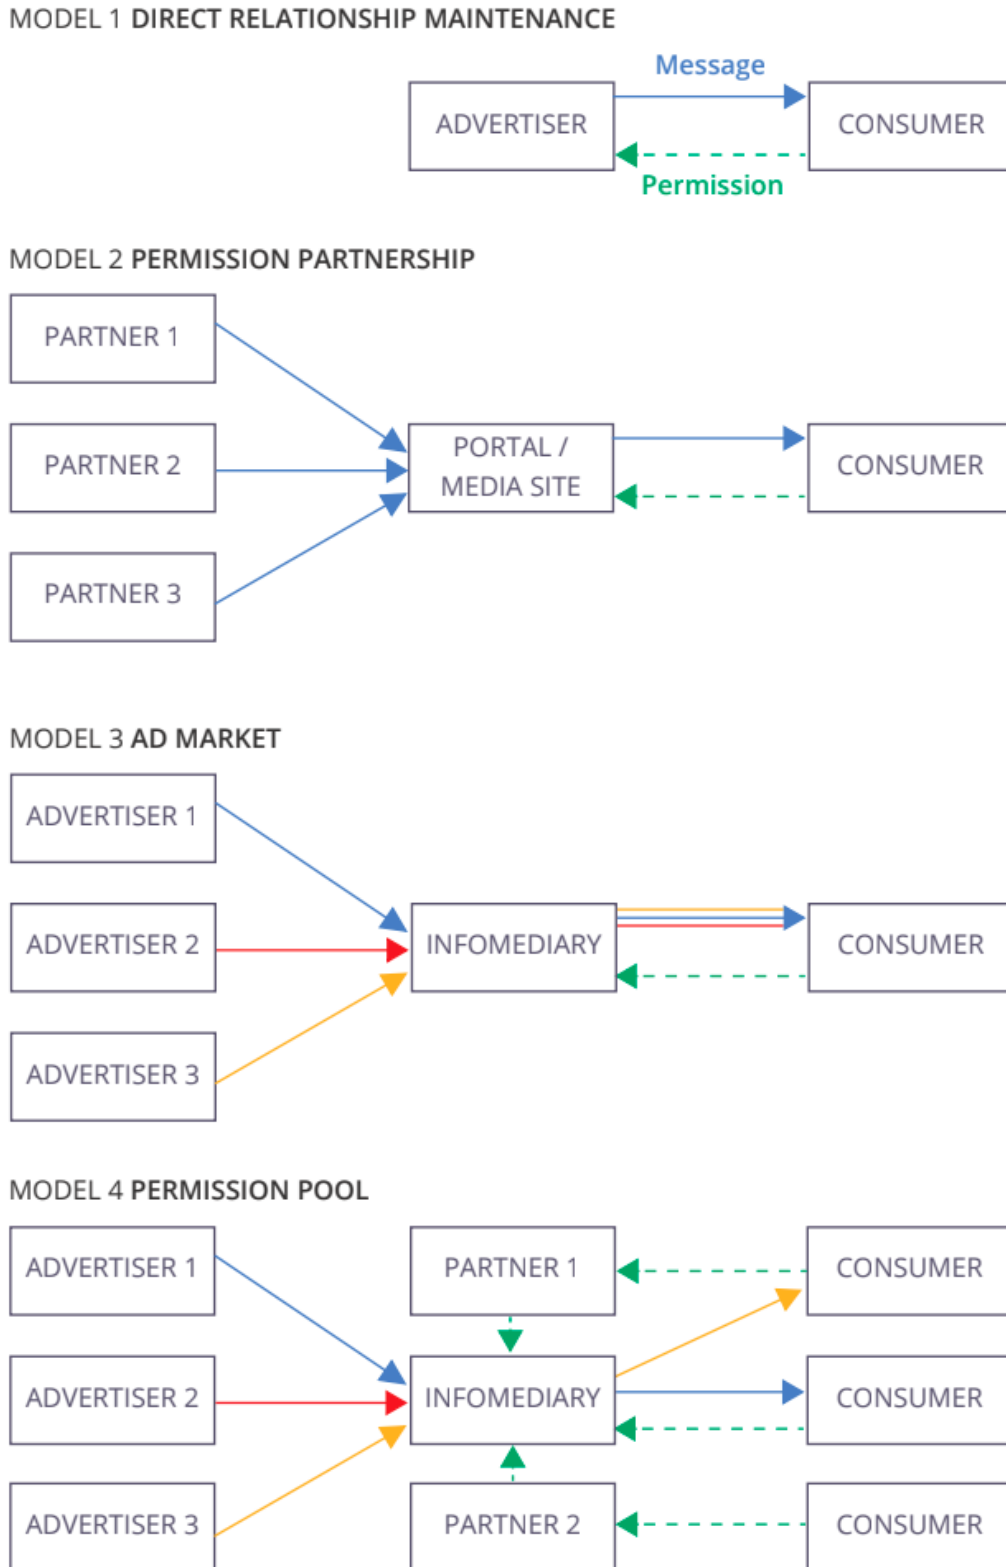 MODEL 1 DIRECT RELATIONSHIP MAINTENANCE
Message
ADVERTISER
CONSUMER
Permission
MODEL 2 PERMISSION PARTNERSHIP
PARTNER 1
PARTNER 2
PORTAL /
MEDIA SITE
CONSUMER
PARTNER 3
MODEL 3 AD MARKET
ADVERTISER 1
ADVERTISER 2
INFOMEDIARY
CONSUMER
ADVERTISER 3
MODEL 4 PERMISSION POOL
ADVERTISER 1
PARTNER 1
CONSUMER
ADVERTISER 2
INFOMEDIARY
CONSUMER
ADVERTISER 3
PARTNER 2
CONSUMER